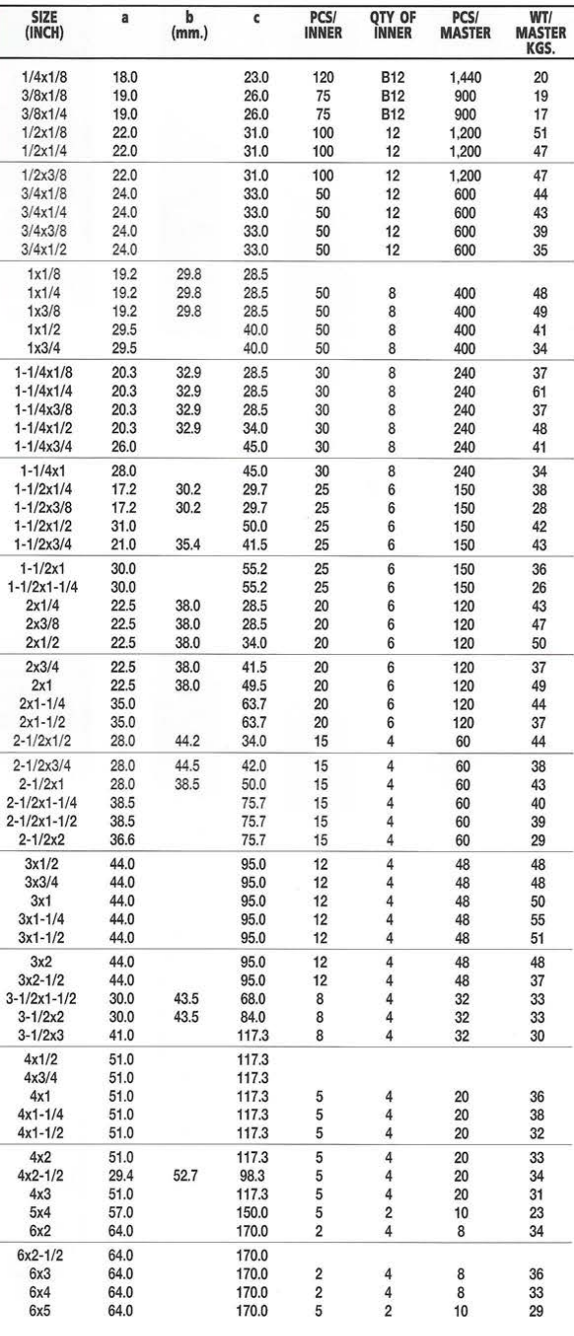 SIZE (INCH) a b (mm.) c PCS/ INNER QTY OF INNER PCS/ MASTER WT/ MASTER KGS.
1/4x1/8 18.0 23.0 120 B12 1,440 20
3/8x1/8 19.0 26.0 75 B12 900 19
3/8x1/4 19.0 26.0 75 B12 900 17
1/2x1/8 22.0 31.0 100 12 1,200 51
1/2x1/4 22.0 31.0 100 12 1,200 47
1/2x3/8 22.0 31.0 100 12 1,200 47
3/4x1/8 24.0 33.0 50 12 600 44
3/4x1/4 24.0 33.0 50 12 600 43
3/4x3/8 24.0 33.0 50 12 600 39
3/4x1/2 24.0 33.0 50 12 600 35
1x1/8 19.2 29.8 28.5
1x1/4 19.2 29.8 28.5 50 8 400 48
1x3/8 19.2 29.8 28.5 50 8 400 49
1x1/2 29.5 40.0 50 8 400 41
1x3/4 29.5 40.0 50 8 400 34
1-1/4x1/8 20.3 32.9 28.5 30 8 240 37
1-1/4x1/4 20.3 32.9 28.5 30 8 240 61
1-1/4x3/8 20.3 32.9 28.5 30 8 240 37
1-1/4x1/2 20.3 32.9 34.0 30 8 240 48
1-1/4x3/4 26.0 45.0 30 8 240 41
1-1/4x1 28.0 45.0 30 8 240 34
1-1/2x1/4 17.2 30.2 29.7 25 6 150 38
1-1/2x3/8 17.2 30.2 29.7 25 6 150 28
1-1/2x1/2 31.0 50.0 25 6 150 42
1-1/2x3/4 21.0 35.4 41.5 25 6 150 43
1-1/2x1 30.0 55.2 25 6 150 36
1-1/2x1-1/4 30.0 55.2 25 6 150 26
2x1/4 22.5 38.0 28.5 20 6 120 43
2x3/8 22.5 38.0 28.5 20 6 120 47
2x1/2 22.5 38.0 34.0 20 6 120 50
2x3/4 22.5 38.0 41.5 20 6 120 37
2x1 22.5 38.0 49.5 20 6 120 49
2x1-1/4 35.0 63.7 20 6 120 44
2x1-1/2 35.0 63.7 20 6 120 37
2-1/2x1/2 28.0 44.2 34.0 15 4 60 44
2-1/2x3/4 28.0 44.5 42.0 15 4 60 38
2-1/2x1 28.0 38.5 50.0 15 4 60 43
2-1/2x1-1/4 38.5 75.7 15 4 60 40
2-1/2x1-1/2 38.5 75.7 15 4 60 39
2-1/2x2 36.6 75.7 15 4 60 29
3x1/2 44.0 95.0 12 4 48 48
3x3/4 44.0 95.0 12 4 48 48
3x1 44.0 95.0 12 4 48 50
3x1-1/4 44.0 95.0 12 4 48 55
3x1-1/2 44.0 95.0 12 4 48 51
3x2 44.0 95.0 12 4 48 48
3x2-1/2 44.0 95.0 12 4 48 37
3-1/2x1-1/2 30.0 43.5 68.0 8 4 32 33
3-1/2x2 30.0 43.5 84.0 8 4 32 33
3-1/2x3 41.0 117.3 8 4 32 30
4x1/2 51.0 117.3
4x3/4 51.0 117.3
4x1 51.0 117.3 5 4 20 36
4x1-1/4 51.0 117.3 5 4 20 38
4x1-1/2 51.0 117.3 5 4 20 32
4x2 51.0 117.3 5 4 20 33
4x2-1/2 29.4 52.7 98.3 5 4 20 34
4x3 51.0 117.3 5 4 20 31
5x4 57.0 150.0 5 2 10 23
6x2 64.0 170.0 2 4 8 34
6x2-1/2 64.0 170.0
6x3 64.0 170.0 2 4 8 36
6x4 64.0 170.0 2 4 8 33
6x5 64.0 170.0 5 2 10 29